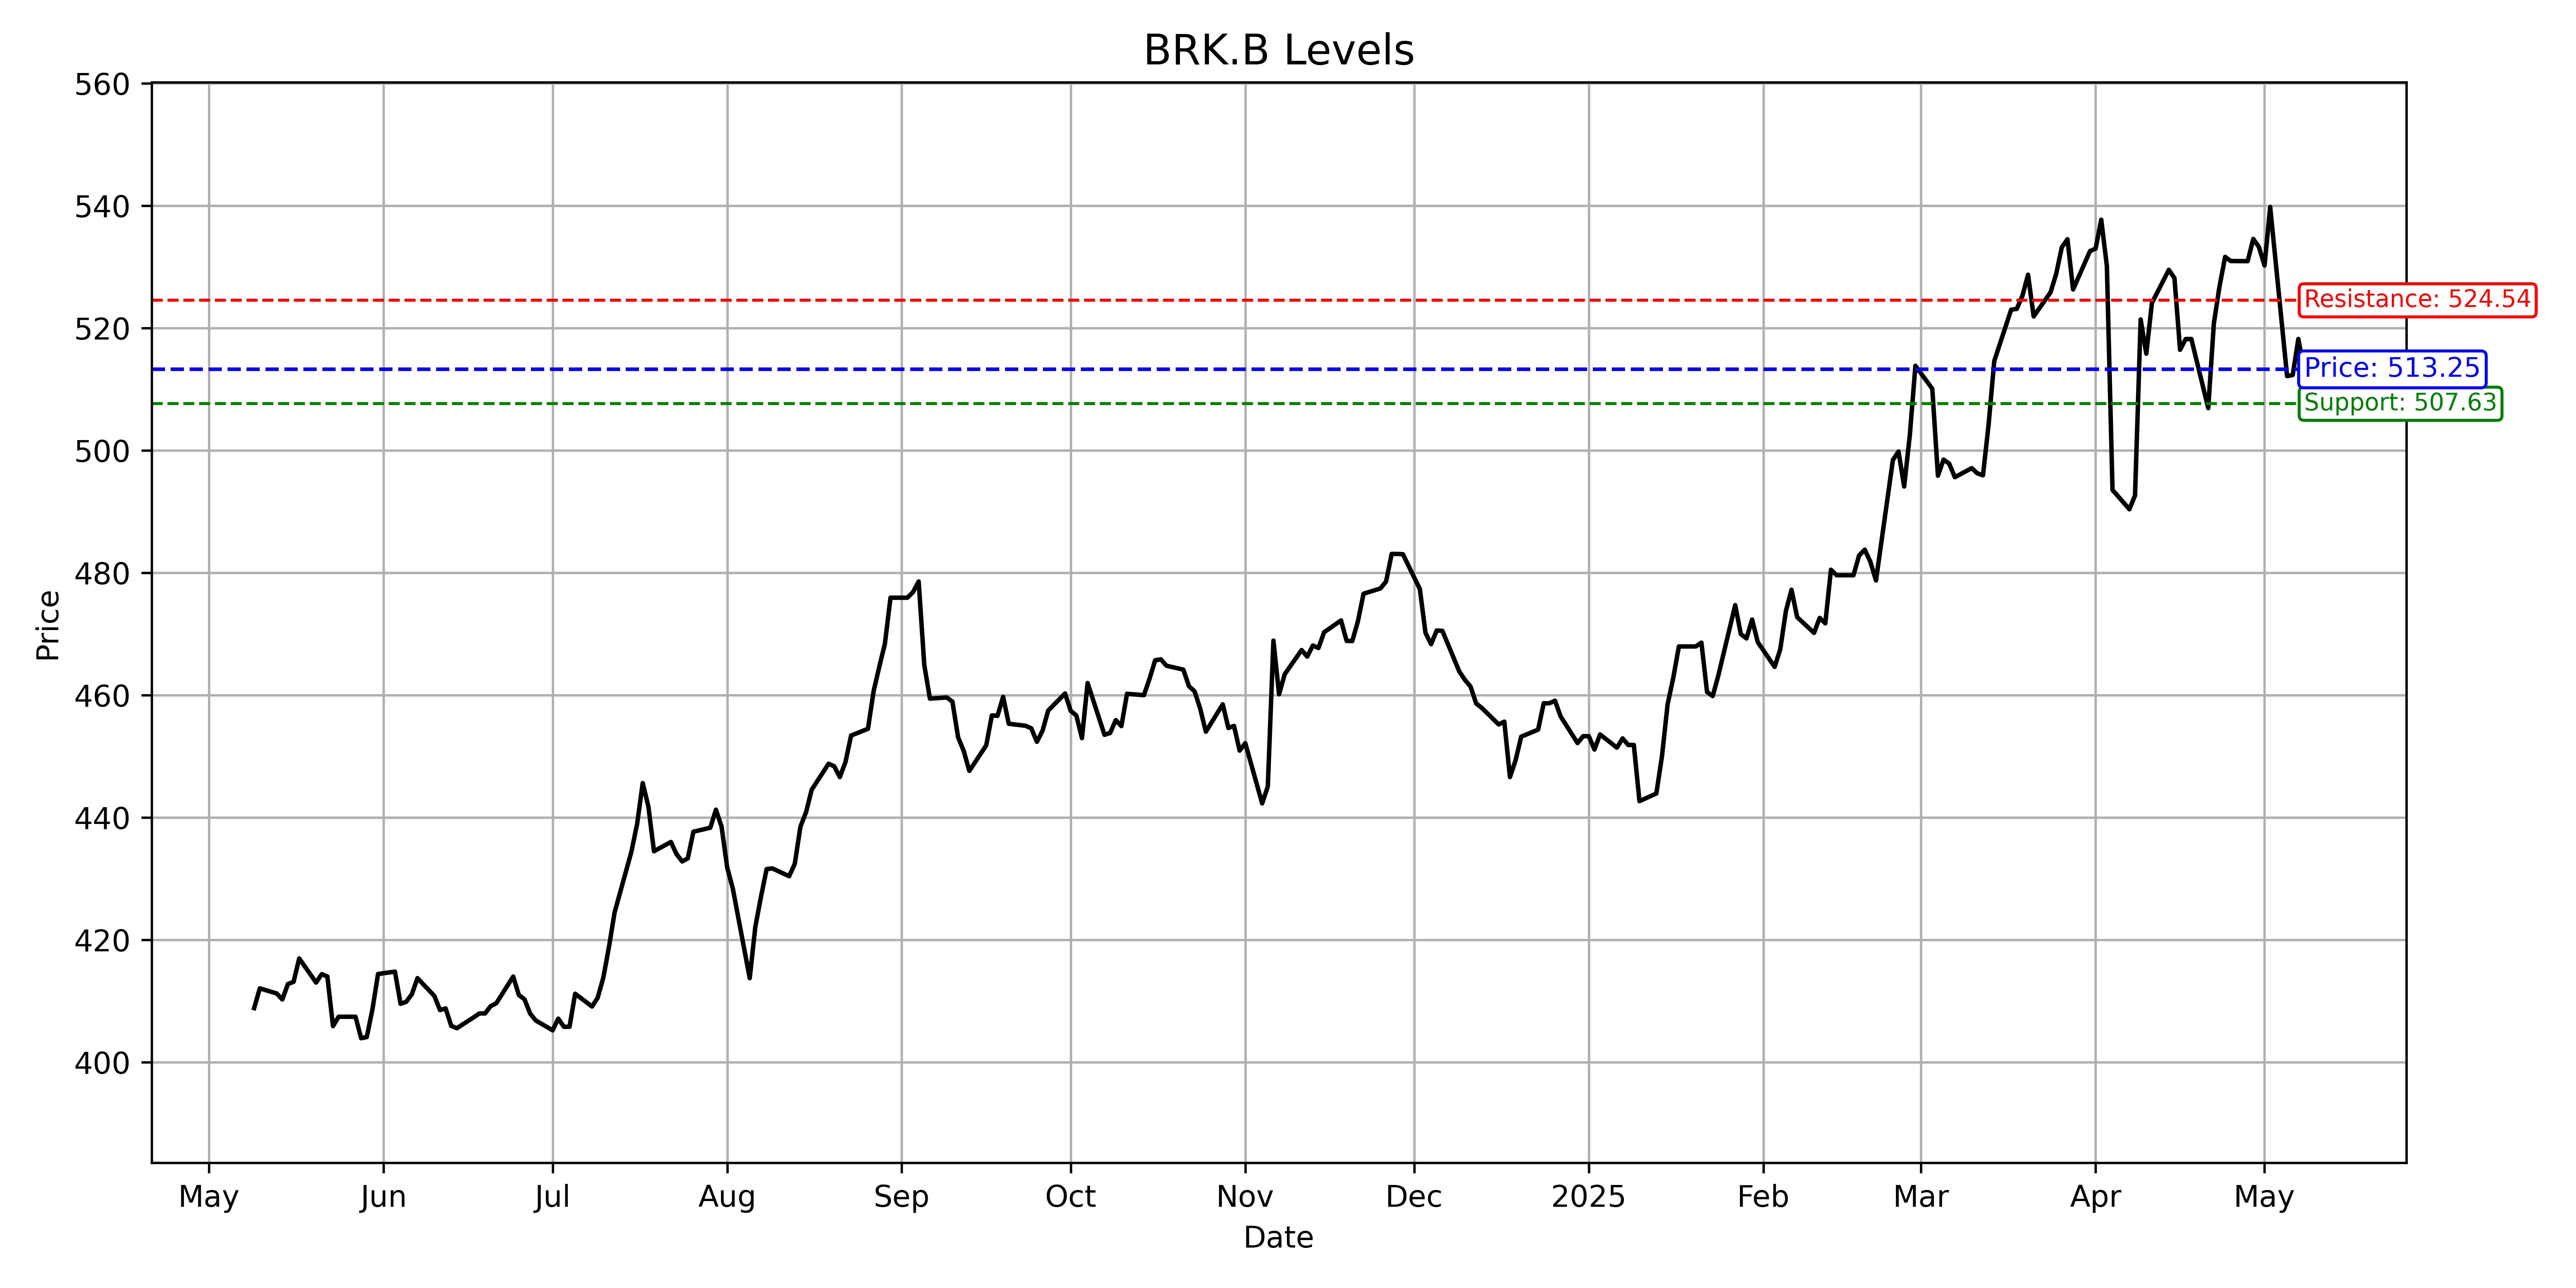 BRK.B Levels
560
540
520
500
480
460
440
420
400
Price
Resistance: 524.54
Price: 513.25
Support: 507.63
May Jun Jul Aug Sep Oct Nov Dec 2025 Feb Mar Apr May
Date